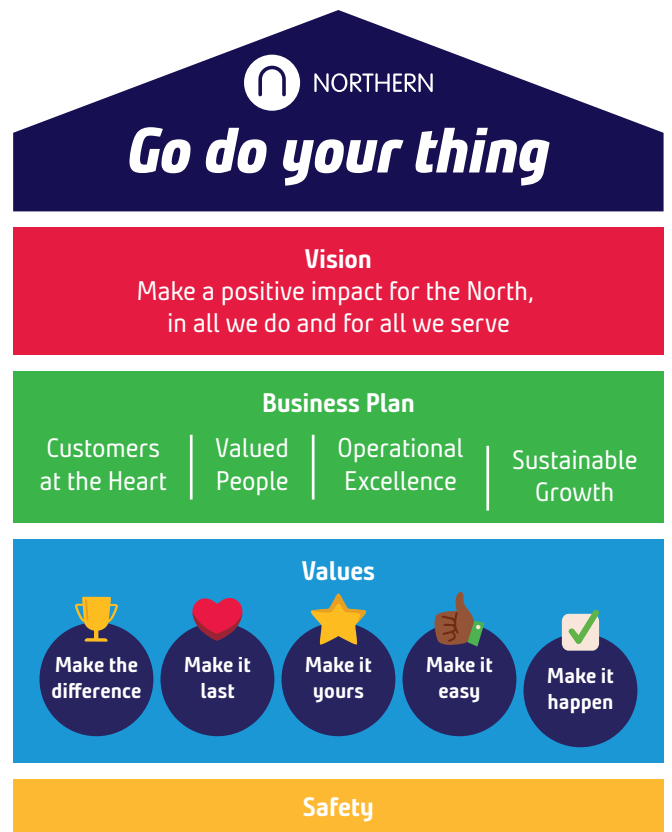 NORTHERN
Go do your thing
Vision
Make a positive impact for the North,
in all we do and for all we serve
Business Plan
Customers
at the Heart
Valued
People
Operational
Excellence
Sustainable
Growth
Values
Make the
difference
Make it
last
Make it
yours
Make it
easy
Make it
happen
Safety